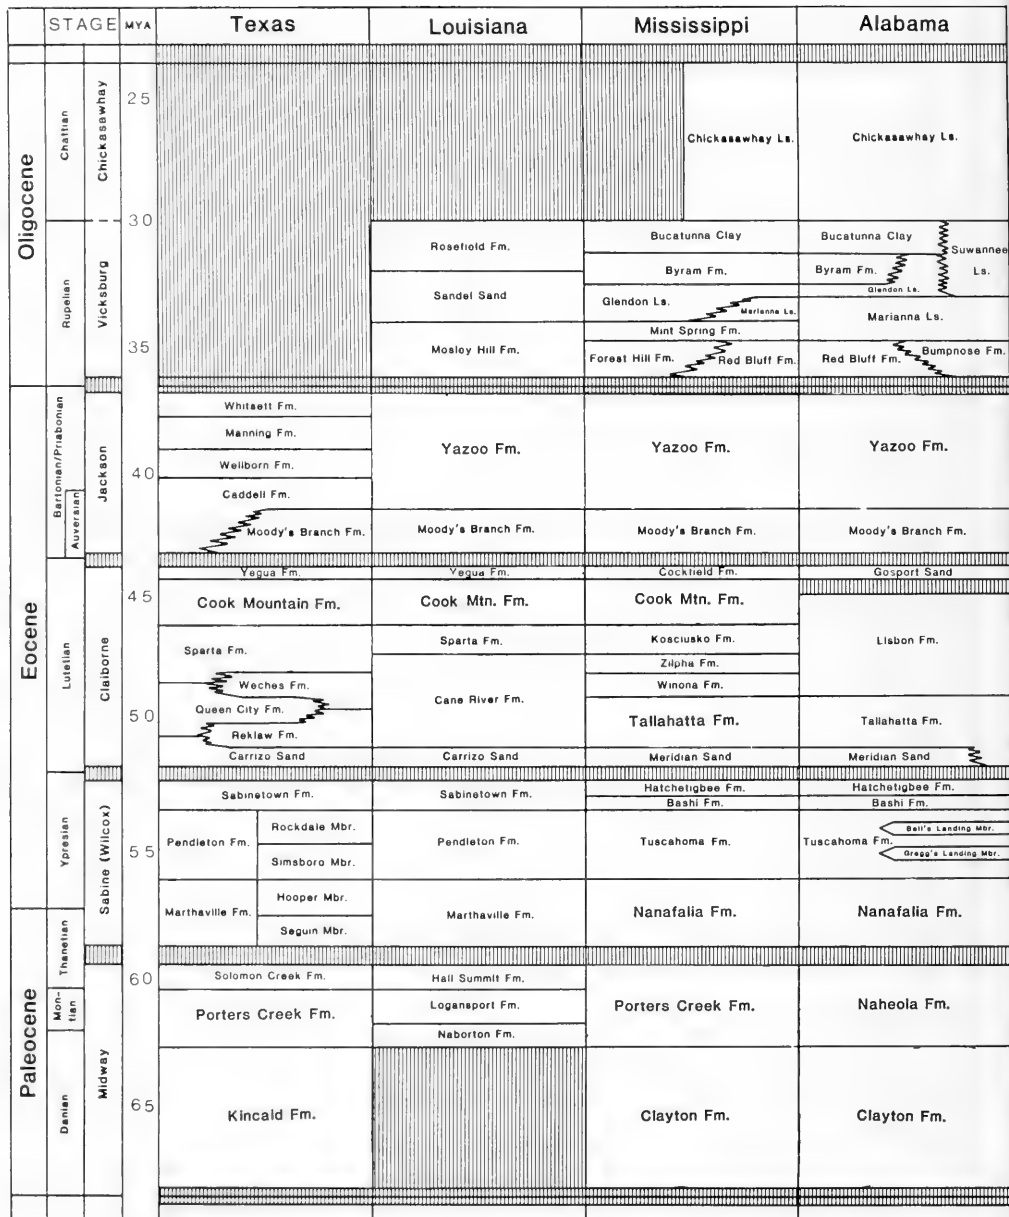 STAGE MYA Texas Louisiana Mississippi Alabama
Oligocene
Chattian
Chickasawhay
25
Chickasawhay Ls.
Chickasawhay Ls.
30
Rupelian
Vicksburg
Rosefield Fm.
Bucatunna Clay
Bucatunna Clay
Suwannee
Ls.
Byram Fm.
Byram Fm.
Sandel Sand
Glendon Ls.
Glendon Ls.
Marianna Ls.
Marianna Ls.
Mint Spring Fm.
35
Mosley Hill Fm.
Forest Hill Fm.
Red Bluff Fm.
Red Bluff Fm.
Bumpnose Fm.
Eocene
Bartonian/Priabonian
Auversian
Jackson
Whitsett Fm.
Manning Fm.
Yazoo Fm.
Yazoo Fm.
Yazoo Fm.
40
Wellborn Fm.
Caddell Fm.
Moody's Branch Fm.
Moody's Branch Fm.
Moody's Branch Fm.
Moody's Branch Fm.
Lutetian
Claiborne
Yegua Fm.
Yegua Fm.
Cockfield Fm.
Gosport Sand
45
Cook Mountain Fm.
Cook Mtn. Fm.
Cook Mtn. Fm.
Sparta Fm.
Sparta Fm.
Kosciusko Fm.
Lisbon Fm.
Zilpha Fm.
Weches Fm.
Cane River Fm.
Winona Fm.
50
Queen City Fm.
Tallahatta Fm.
Tallahatta Fm.
Reklaw Fm.
Carrizo Sand
Carrizo Sand
Meridian Sand
Meridian Sand
Ypresian
Sabine (Wilcox)
Sabinetown Fm.
Sabinetown Fm.
Hatchetigbee Fm.
Hatchetigbee Fm.
Bashi Fm.
Bashi Fm.
55
Pendleton Fm.
Rockdale Mbr.
Simsboro Mbr.
Pendleton Fm.
Tuscahoma Fm.
Tuscahoma Fm.
Bell's Landing Mbr.
Gregg's Landing Mbr.
Marthaville Fm.
Hooper Mbr.
Seguin Mbr.
Marthaville Fm.
Nanafalia Fm.
Nanafalia Fm.
Paleocene
Thanetian
Mon-
tian
Danian
Midway
60
Solomon Creek Fm.
Hall Summit Fm.
Porters Creek Fm.
Logansport Fm.
Porters Creek Fm.
Naheola Fm.
Naborton Fm.
65
Kincaid Fm.
Clayton Fm.
Clayton Fm.